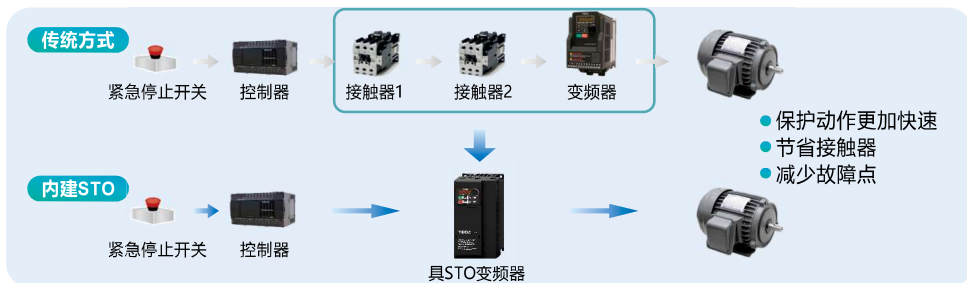 传统方式
紧急停止开关
控制器
接触器1
接触器2
变频器
保护动作更加快速
节省接触器
减少故障点
内建STO
紧急停止开关
控制器
具STO变频器